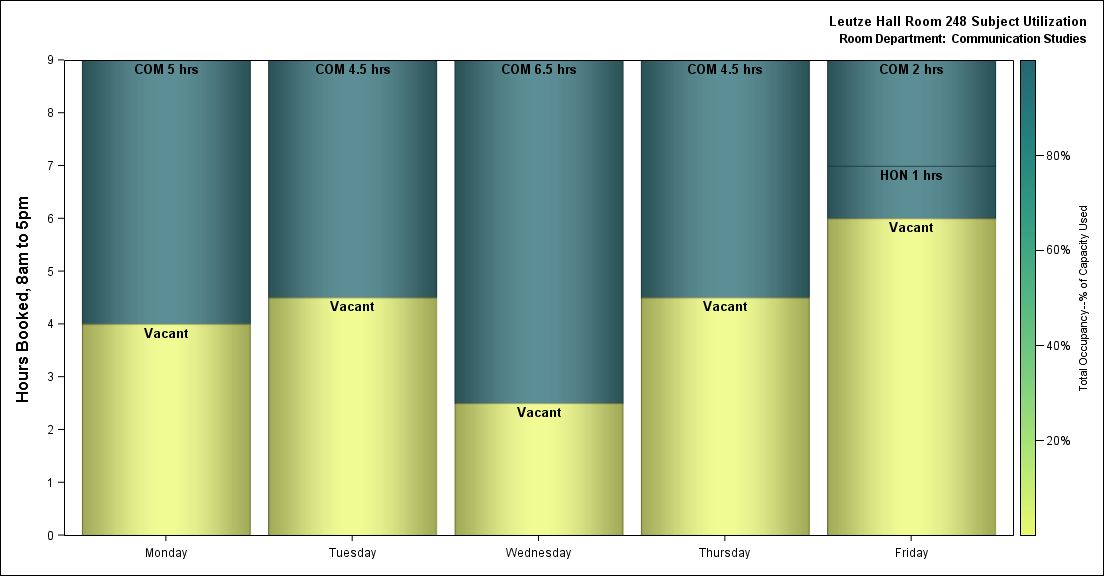 Leutze Hall Room 248 Subject Utilization
Room Department: Communication Studies
Hours Booked, 8am to 5pm
9
8
7
6
5
4
3
2
1
0
COM 5 hrs
Vacant
COM 4.5 hrs
Vacant
COM 6.5 hrs
Vacant
COM 4.5 hrs
Vacant
COM 2 hrs
HON 1 hrs
Vacant
Monday
Tuesday
Wednesday
Thursday
Friday
80%
60%
40%
20%
Total Occupancy--% of Capacity Used